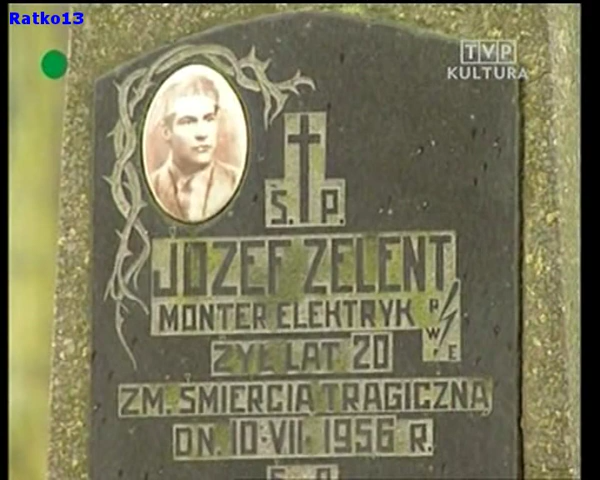 Ratko13
TVP
KULTURA
Ś. P.
JÓZEF ZELENT
MONTER ELEKTRYK P W E
ŻYŁ LAT 20
ZM. ŚMIERCIĄ TRAGICZNĄ
DN. 10·VII. 1956 R.
Ś. P.